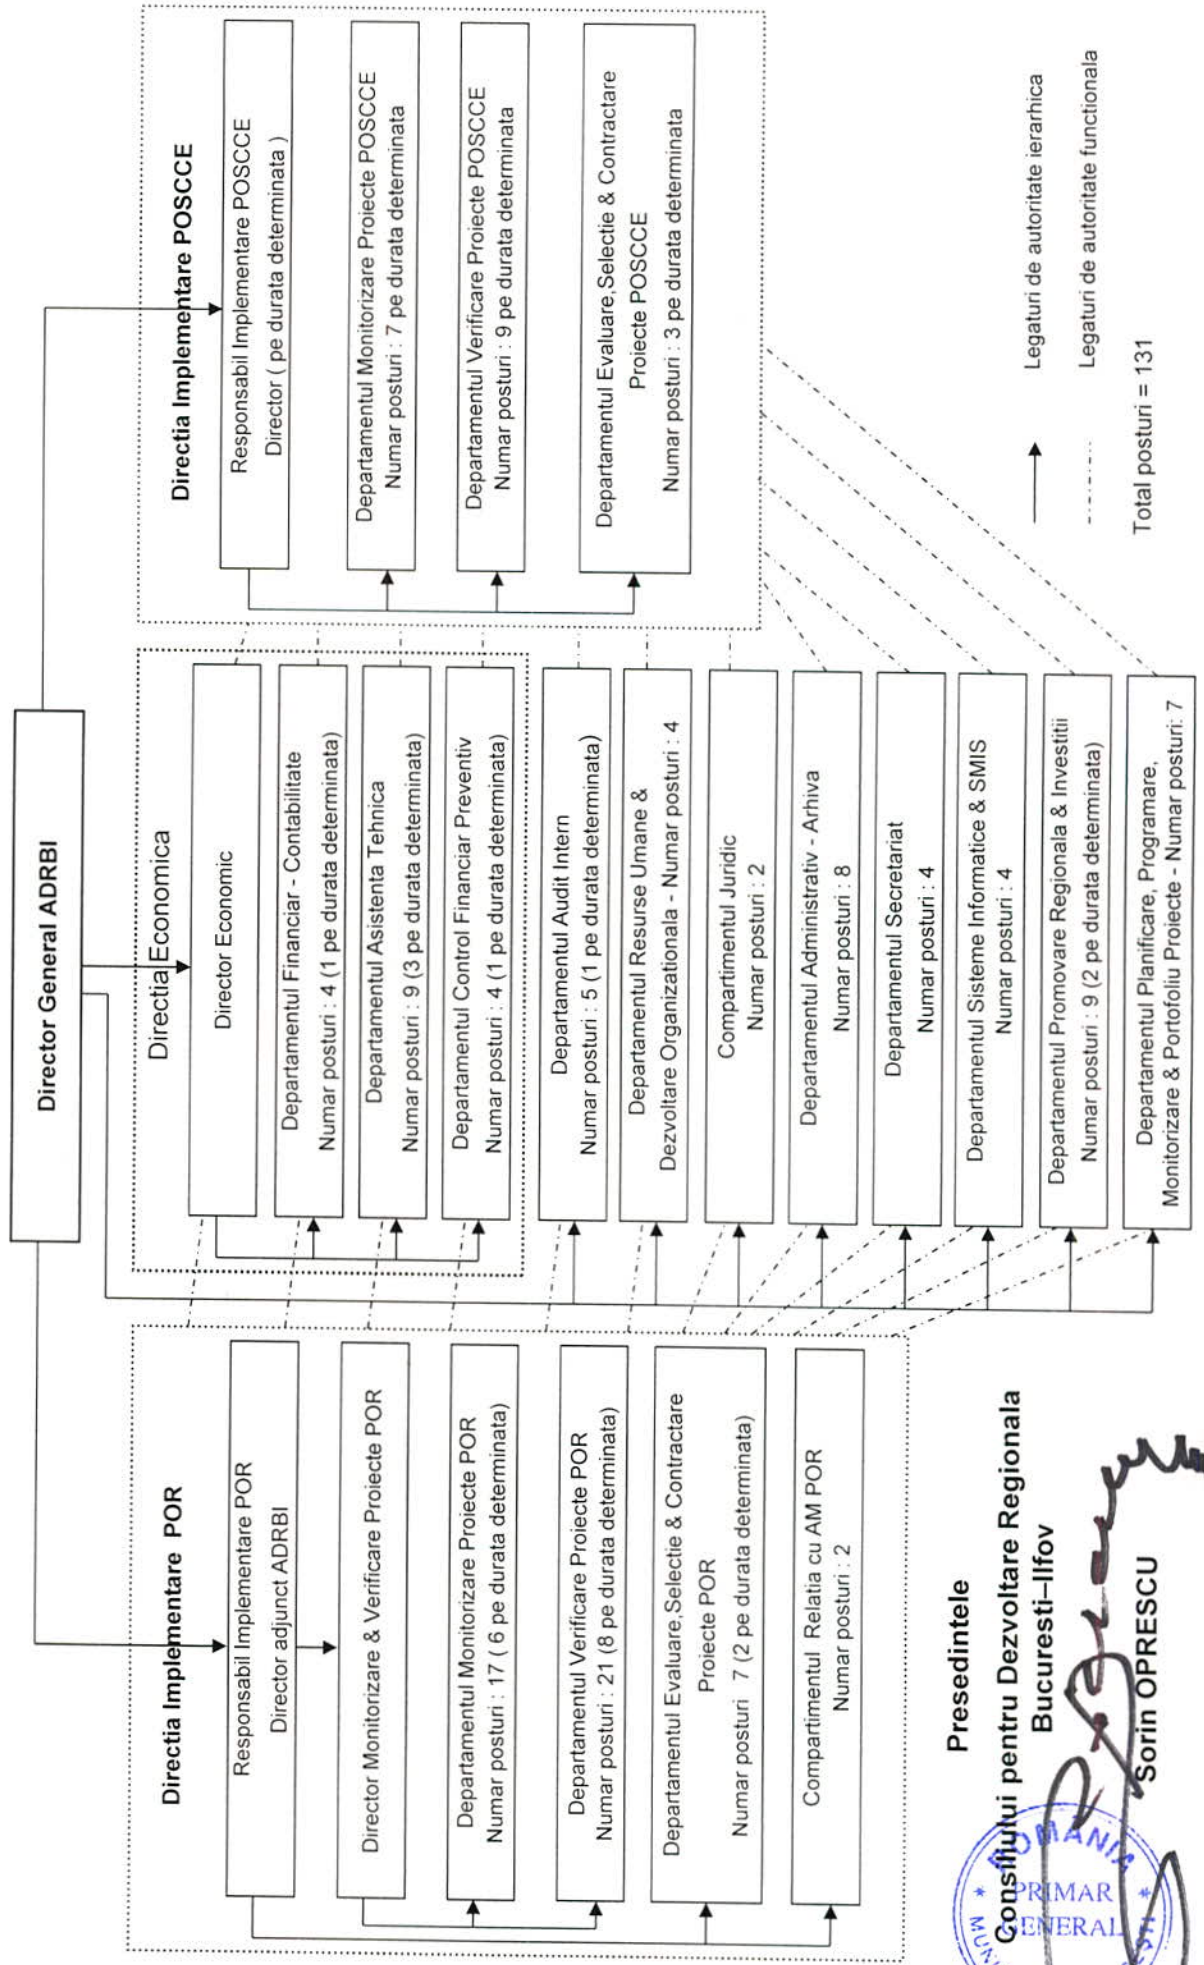 Director General ADRBI
Directia Implementare POR
Responsabil Implementare POR
Director adjunct ADRBI
Director Monitorizare & Verificare Proiecte POR
Departamentul Monitorizare Proiecte POR
Numar posturi : 17 ( 6 pe durata determinata)
Departamentul Verificare Proiecte POR
Numar posturi : 21 (8 pe durata determinata)
Departamentul Evaluare,Selectie & Contractare
Proiecte POR
Numar posturi 7 (2 pe durata determinata)
Compartimentul Relatia cu AM POR
Numar posturi : 2
Directia Economica
Director Economic
Departamentul Financiar - Contabilitate
Numar posturi : 4 (1 pe durata determinata)
Departamentul Asistenta Tehnica
Numar posturi : 9 (3 pe durata determinata)
Departamentul Control Financiar Preventiv
Numar posturi : 4 (1 pe durata determinata)
Departamentul Audit Intern
Numar posturi : 5 (1 pe durata determinata)
Departamentul Resurse Umane &
Dezvoltare Organizationala - Numar posturi : 4
Compartimentul Juridic
Numar posturi : 2
Departamentul Administrativ - Arhiva
Numar posturi : 8
Departamentul Secretariat
Numar posturi : 4
Departamentul Sisteme Informatice & SMIS
Numar posturi : 4
Departamentul Promovare Regionala & Investitii
Numar posturi : 9 (2 pe durata determinata)
Departamentul Planificare, Programare,
Monitorizare & Portofoliu Proiecte - Numar posturi: 7
Directia Implementare POSCCE
Responsabil Implementare POSCCE
Director ( pe durata determinata )
Departamentul Monitorizare Proiecte POSCCE
Numar posturi : 7 pe durata determinata
Departamentul Verificare Proiecte POSCCE
Numar posturi : 9 pe durata determinata
Departamentul Evaluare,Selectie & Contractare
Proiecte POSCCE
Numar posturi : 3 pe durata determinata
Legaturi de autoritate ierarhica
Legaturi de autoritate functionala
Total posturi = 131
Presedintele
Consiliului pentru Dezvoltare Regionala
Bucuresti–Ilfov
Sorin OPRESCU
ROMÂNIA
PRIMAR
GENERAL